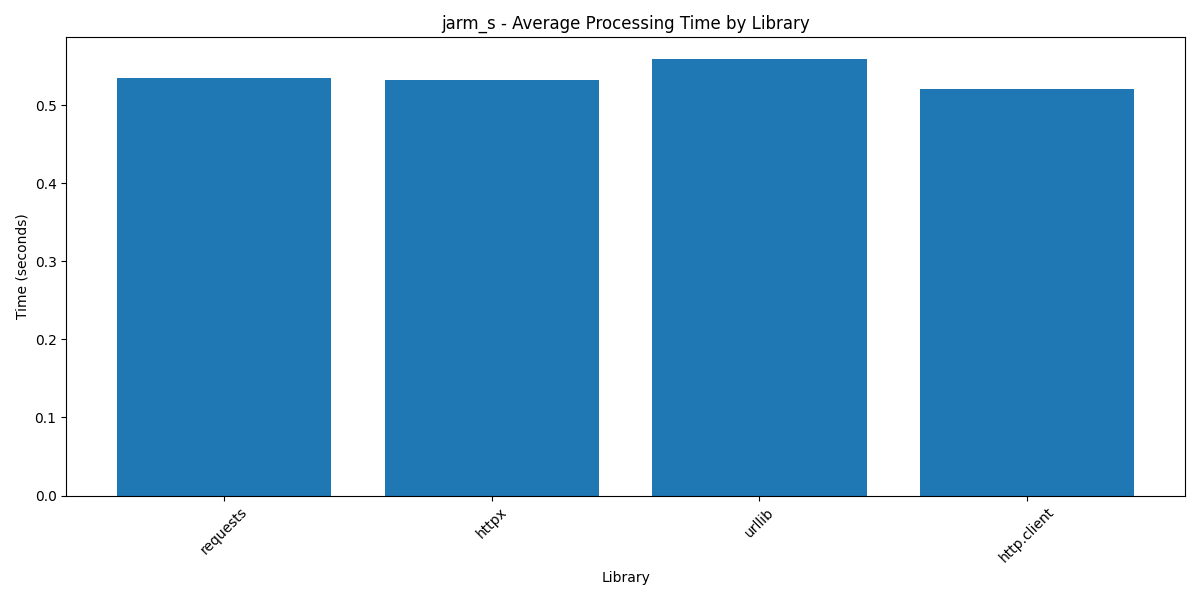 jarm_s - Average Processing Time by Library
Time (seconds)
0.5
0.4
0.3
0.2
0.1
0.0
requests
httpx
urllib
http.client
Library